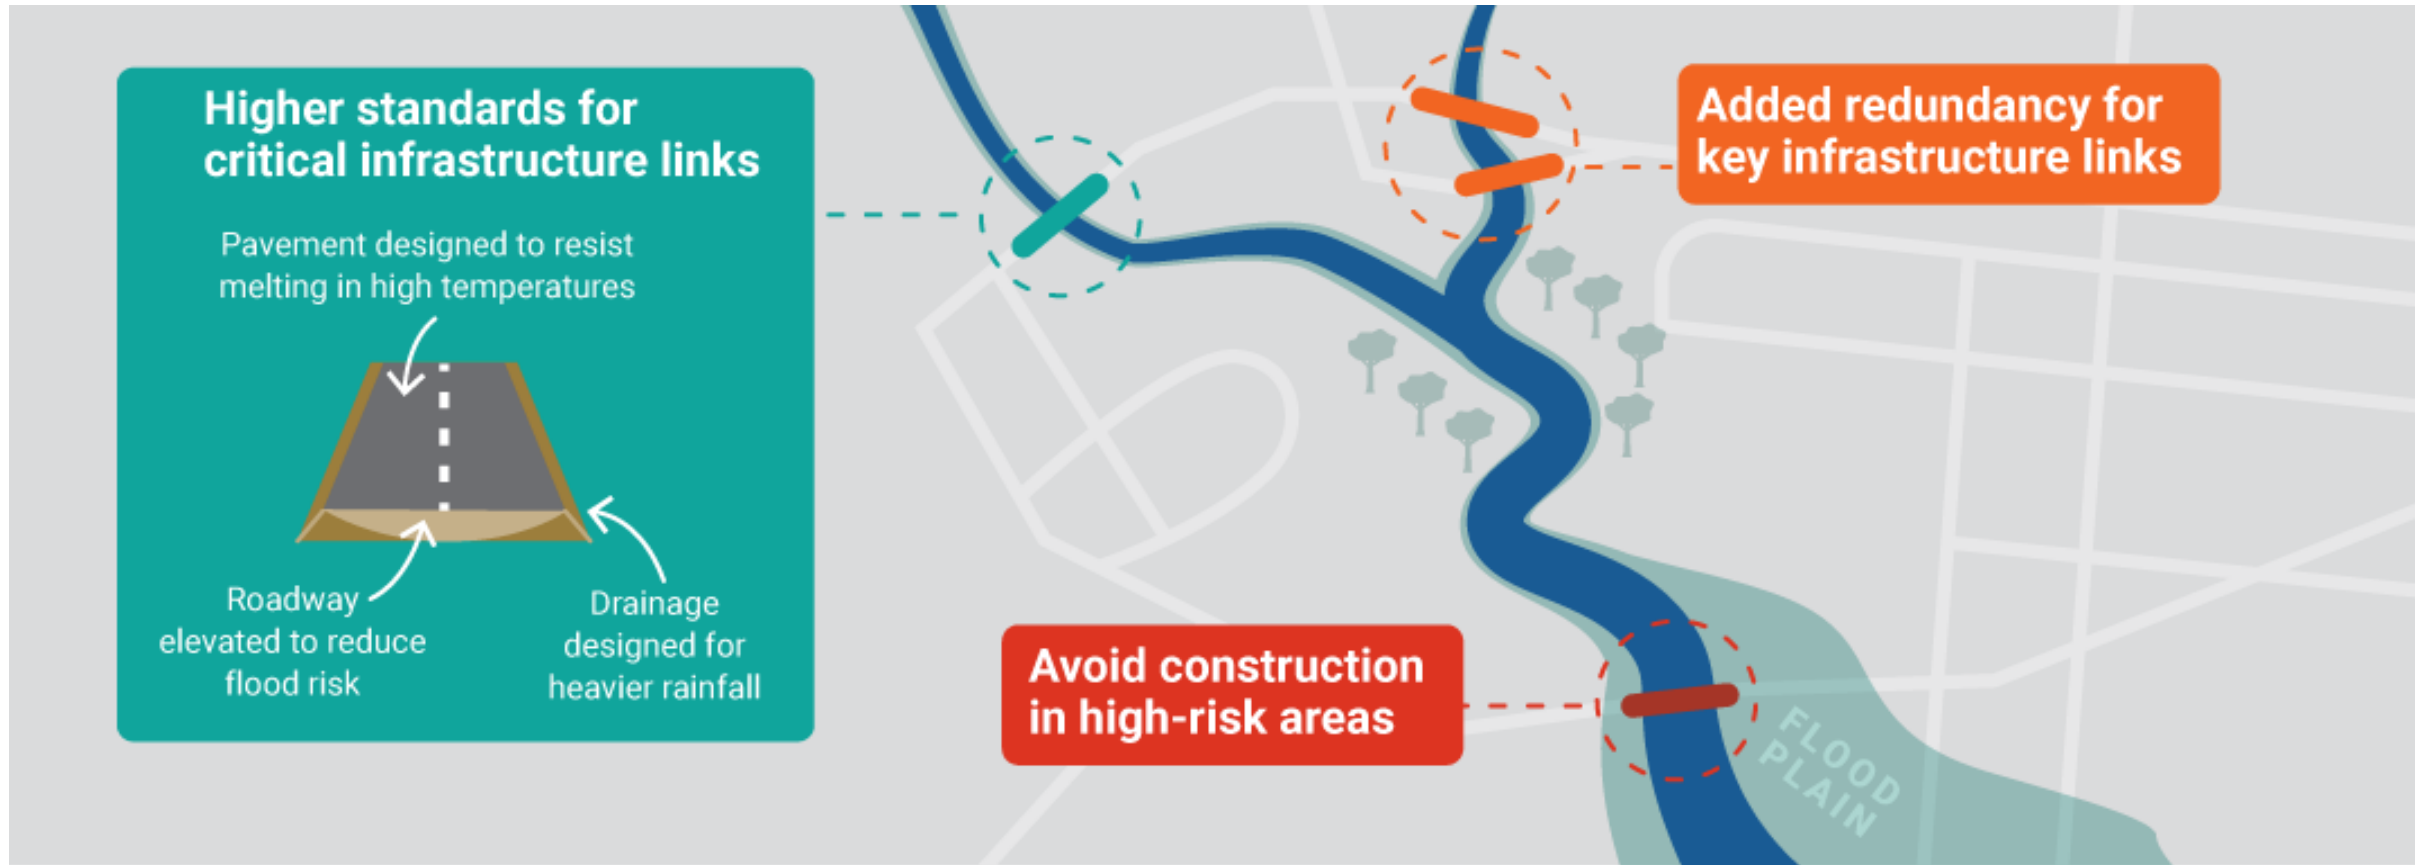 Higher standards for
critical infrastructure links
Pavement designed to resist
melting in high temperatures
Roadway
elevated to reduce
flood risk
Drainage
designed for
heavier rainfall
Added redundancy for
key infrastructure links
Avoid construction
in high-risk areas
FLOOD
PLAIN